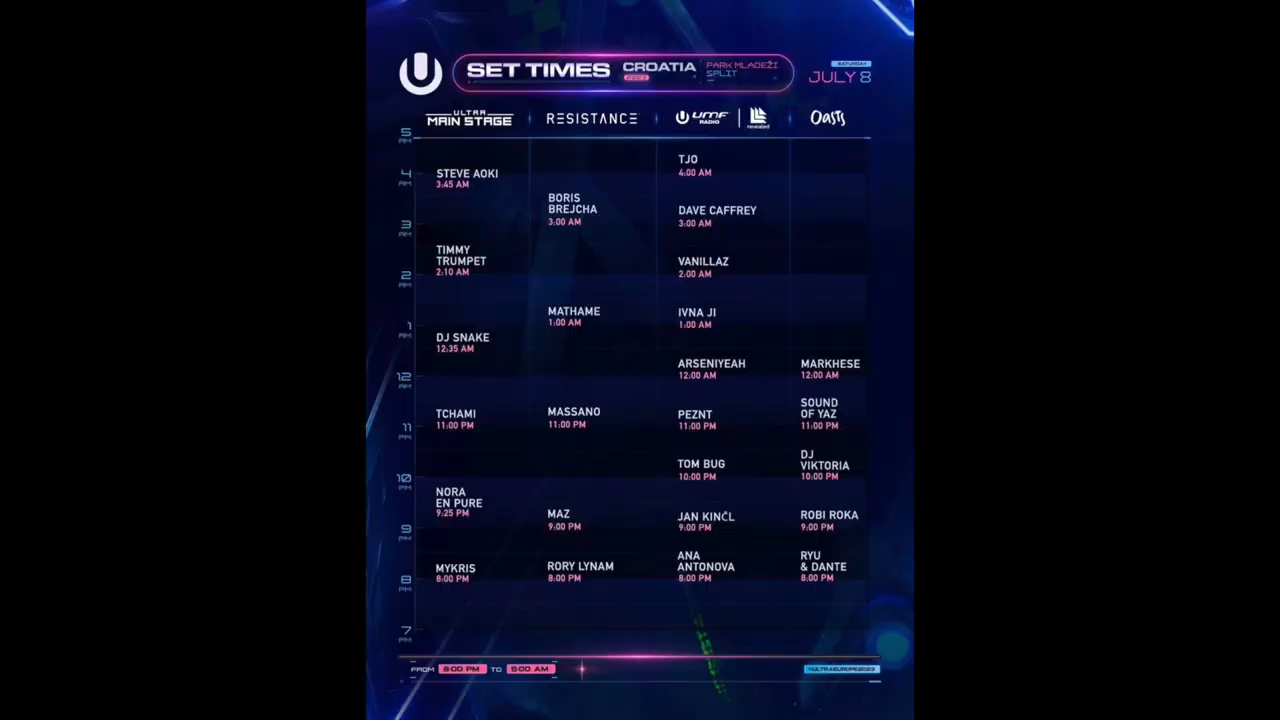 SET TIMES CROATIA 2023 PARK MLADEŽI SPLIT
SATURDAY
JULY 8
ULTRA MAIN STAGE
RESISTANCE
UMF RADIO
revealed
Oasis
5 AM
4 AM
3 AM
2 AM
1 AM
12 AM
11 PM
10 PM
9 PM
8 PM
7 PM
STEVE AOKI
3:45 AM
TIMMY
TRUMPET
2:10 AM
DJ SNAKE
12:35 AM
TCHAMI
11:00 PM
NORA
EN PURE
9:25 PM
MYKRIS
8:00 PM
BORIS
BREJCHA
3:00 AM
MATHAME
1:00 AM
MASSANO
11:00 PM
MAZ
9:00 PM
RORY LYNAM
8:00 PM
TJO
4:00 AM
DAVE CAFFREY
3:00 AM
VANILLAZ
2:00 AM
IVNA JI
1:00 AM
ARSENIYEAH
12:00 AM
PEZNT
11:00 PM
TOM BUG
10:00 PM
JAN KINČL
9:00 PM
ANA
ANTONOVA
8:00 PM
MARKHESE
12:00 AM
SOUND
OF YAZ
11:00 PM
DJ
VIKTORIA
10:00 PM
ROBI ROKA
9:00 PM
RYU
& DANTE
8:00 PM
FROM 8:00 PM TO 5:00 AM
#ULTRAEUROPE2023